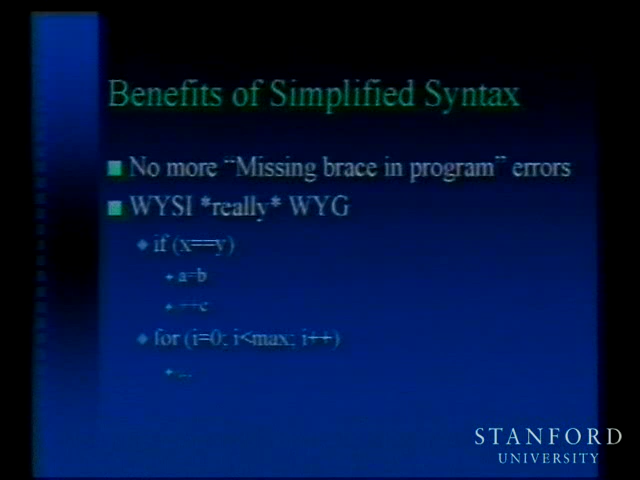 Benefits of Simplified Syntax
No more “Missing brace in program” errors
WYSI *really* WYG
if (x==y)
a=b
++c
for (i=0; i<max; i++)
...
STANFORD
UNIVERSITY